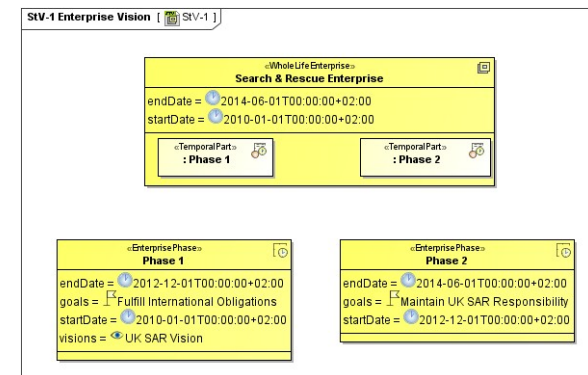 StV-1 Enterprise Vision [ StV-1 ]
«WholeLifeEnterprise»
Search & Rescue Enterprise
endDate = 2014-06-01T00:00:00+02:00
startDate = 2010-01-01T00:00:00+02:00
«TemporalPart»
: Phase 1
«TemporalPart»
: Phase 2
«EnterprisePhase»
Phase 1
endDate = 2012-12-01T00:00:00+02:00
goals = Fulfill International Obligations
startDate = 2010-01-01T00:00:00+02:00
visions = UK SAR Vision
«EnterprisePhase»
Phase 2
endDate = 2014-06-01T00:00:00+02:00
goals = Maintain UK SAR Responsibility
startDate = 2012-12-01T00:00:00+02:00